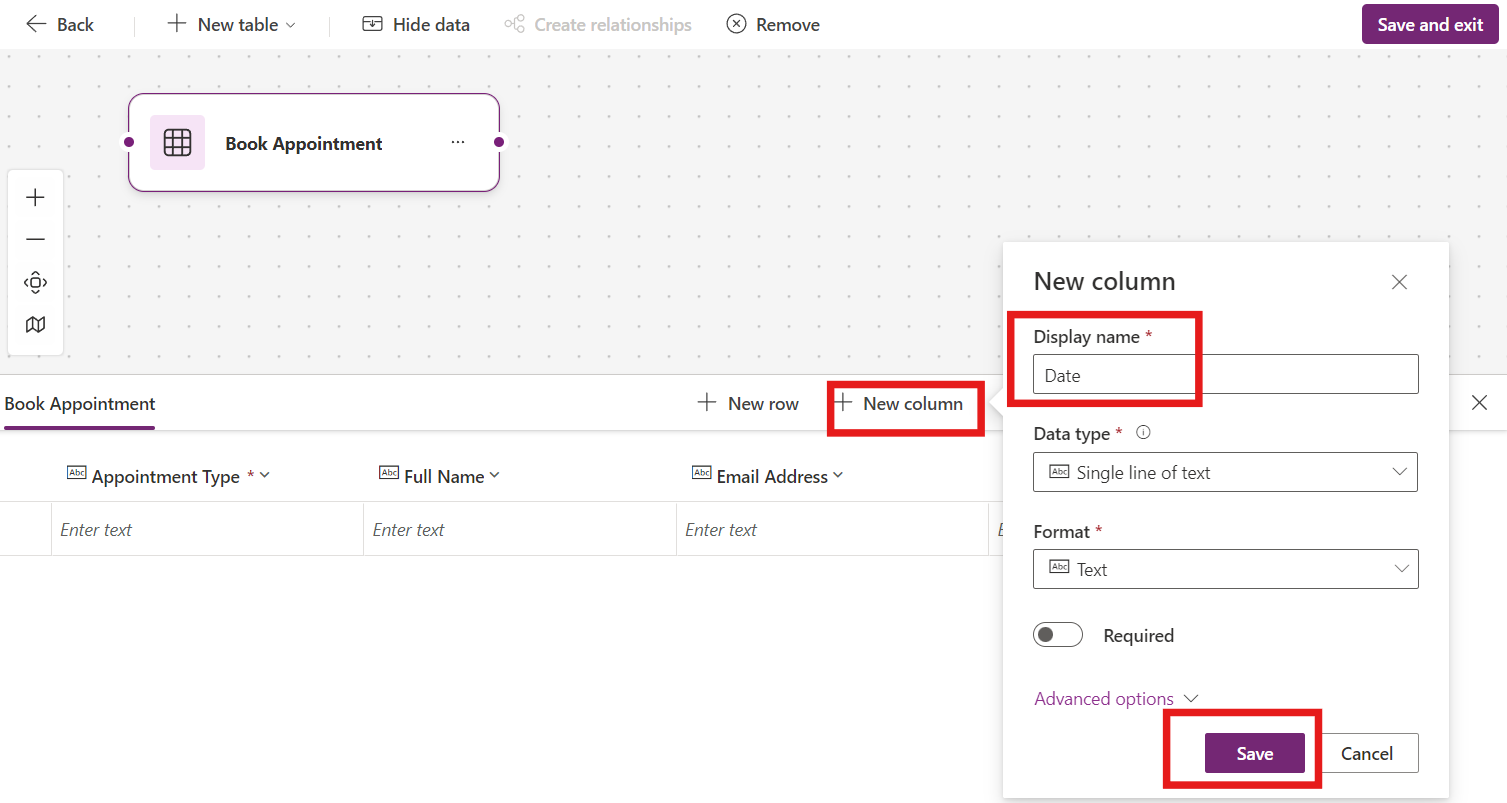 Back
New table
Hide data
Create relationships
Remove
Save and exit
Book Appointment
...
New column
Display name *
Date
Book Appointment
New row
New column
Data type *
Abc Single line of text
Abc Appointment Type *
Abc Full Name
Abc Email Address
Enter text
Enter text
Enter text
Format *
Abc Text
Required
Advanced options
Save
Cancel